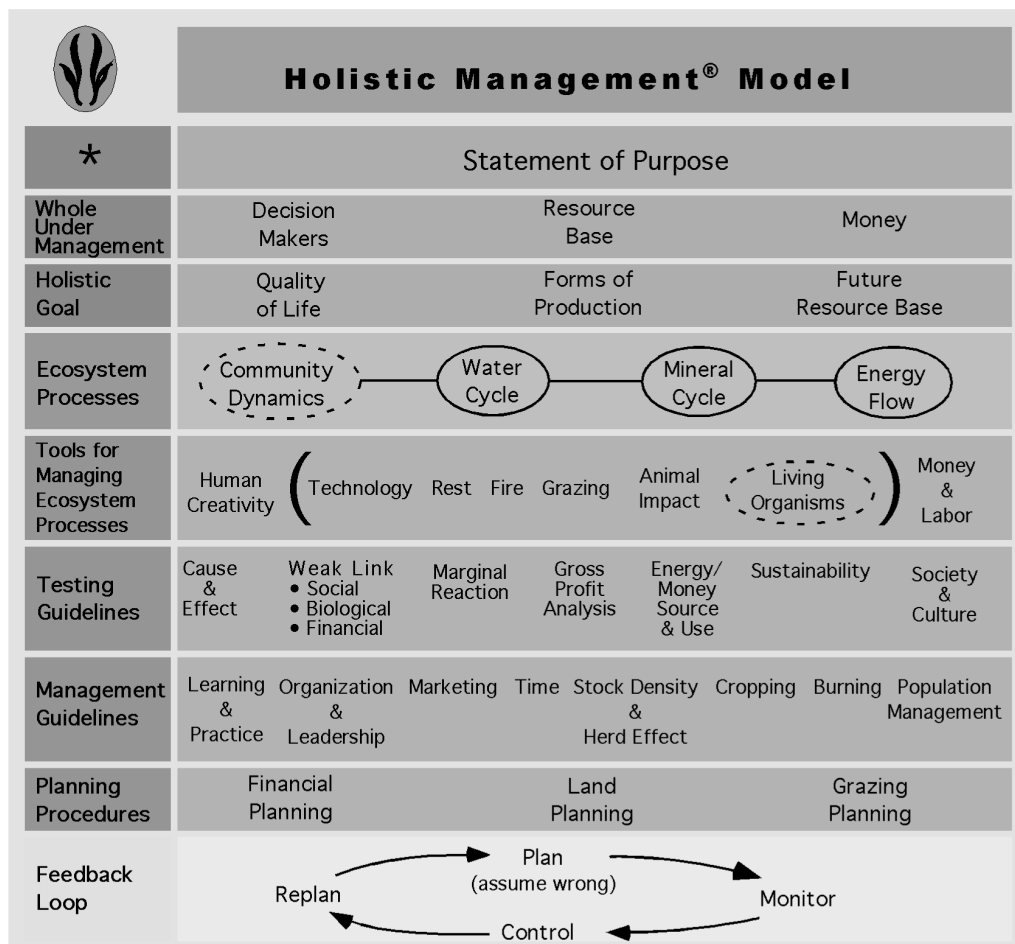 Holistic Management® Model
*
Statement of Purpose
Whole
Under
Management
Decision
Makers
Resource
Base
Money
Holistic
Goal
Quality
of Life
Forms of
Production
Future
Resource Base
Ecosystem
Processes
Community
Dynamics
Water
Cycle
Mineral
Cycle
Energy
Flow
Tools for
Managing
Ecosystem
Processes
Human
Creativity
(
Technology
Rest
Fire
Grazing
Animal
Impact
Living
Organisms
)
Money
&
Labor
Testing
Guidelines
Cause
&
Effect
Weak Link
• Social
• Biological
• Financial
Marginal
Reaction
Gross
Profit
Analysis
Energy/
Money
Source
& Use
Sustainability
Society
&
Culture
Management
Guidelines
Learning
&
Practice
Organization
&
Leadership
Marketing
Time
Stock Density
&
Herd Effect
Cropping
Burning
Population
Management
Planning
Procedures
Financial
Planning
Land
Planning
Grazing
Planning
Feedback
Loop
Plan
(assume wrong)
Monitor
Control
Replan